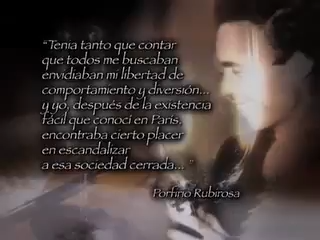 “Tenía tanto que contar
que todos me buscaban
envidiaban mi libertad de
comportamiento y diversión...
y yo, después de la existencia
fácil que conocí en París,
encontraba cierto placer
en escandalizar
a esa sociedad cerrada... ”
Porfirio Rubirosa